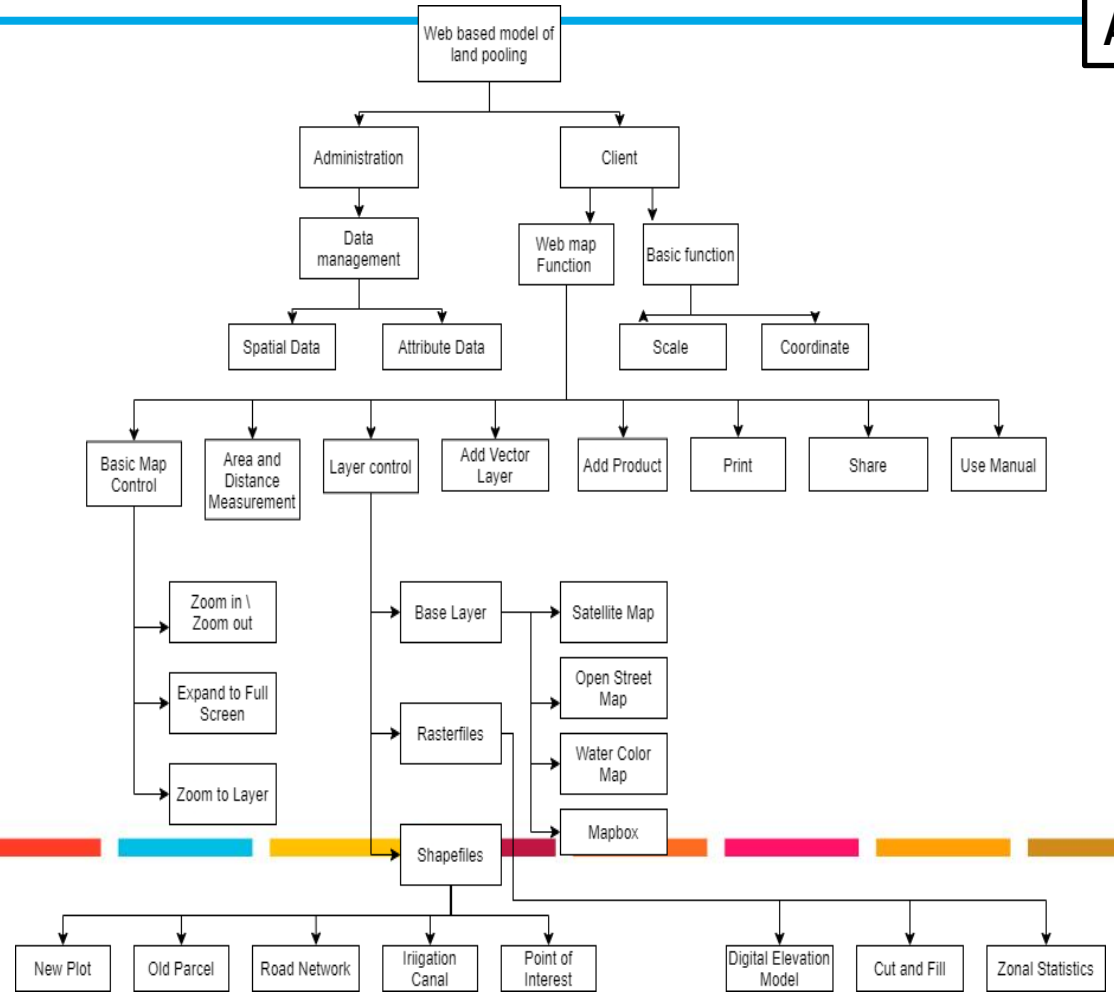 A
Web based model of
land pooling
Administration
Client
Data
management
Web map
Function
Basic function
Spatial Data
Attribute Data
Scale
Coordinate
Basic Map
Control
Area and
Distance
Measurement
Layer control
Add Vector
Layer
Add Product
Print
Share
Use Manual
Zoom in \
Zoom out
Base Layer
Satellite Map
Expand to Full
Screen
Open Street
Map
Rasterfiles
Water Color
Map
Zoom to Layer
Mapbox
Shapefiles
New Plot
Old Parcel
Road Network
Iriigation
Canal
Point of
Interest
Digital Elevation
Model
Cut and Fill
Zonal Statistics